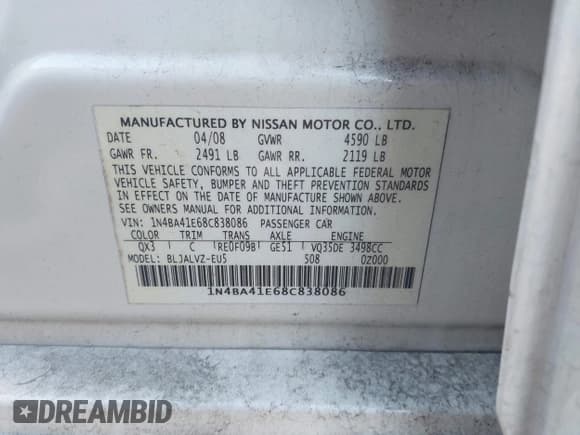 MANUFACTURED BY NISSAN MOTOR CO., LTD.
DATE 04/08 GVWR 4590 LB
GAWR FR. 2491 LB GAWR RR. 2119 LB
THIS VEHICLE CONFORMS TO ALL APPLICABLE FEDERAL MOTOR
VEHICLE SAFETY, BUMPER AND THEFT PREVENTION STANDARDS
IN EFFECT ON THE DATE OF MANUFACTURE SHOWN ABOVE.
SEE OWNERS MANUAL FOR ADDITIONAL INFORMATION.
VIN: 1N4BA41E68C838086 PASSENGER CAR
COLOR TRIM TRANS AXLE ENGINE
QX3 C RE0F09B GE51 VQ35DE 3498CC
MODEL: BLJALVZ-EU5 508 0Z000
1N4BA41E68C838086
DREAMBID